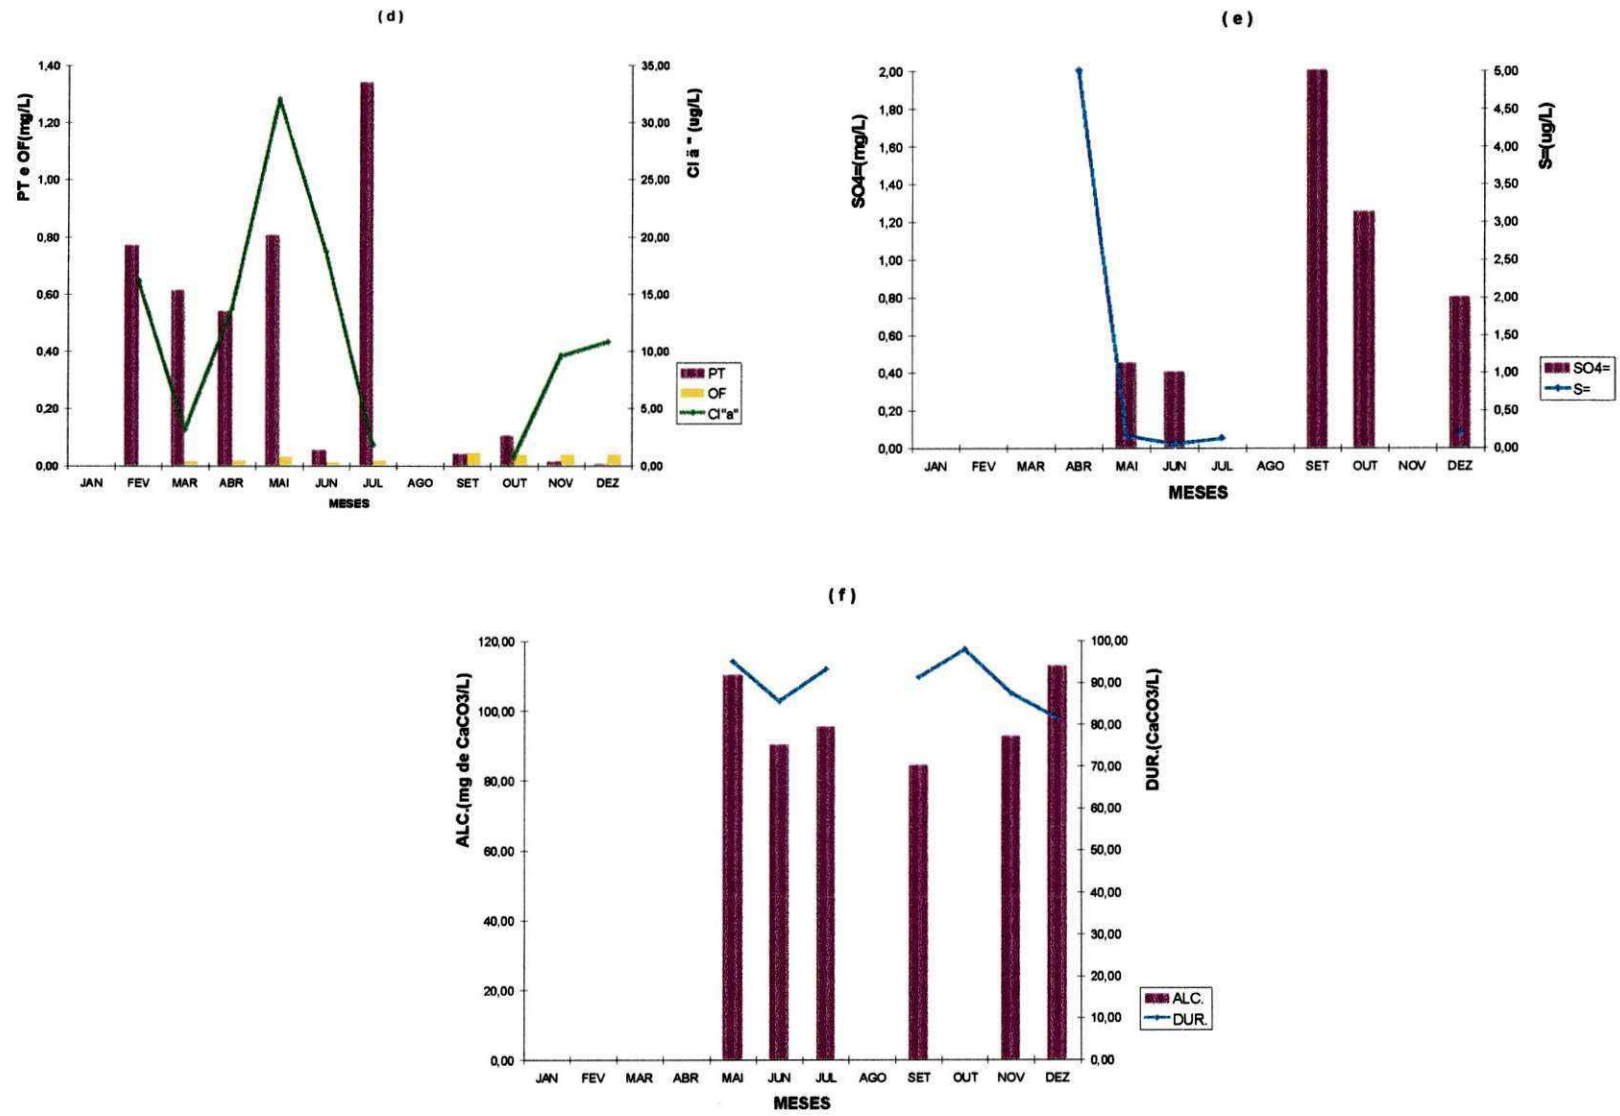 ( d )
PT e OF(mg/L)
1,40
1,20
1,00
0,80
0,60
0,40
0,20
0,00
35,00
30,00
25,00
20,00
15,00
10,00
5,00
0,00
Cl ä " (ug/L)
JAN FEV MAR ABR MAI JUN JUL AGO SET OUT NOV DEZ
MESES
PT
OF
Cl"a"
( e )
SO4=(mg/L)
2,00
1,80
1,60
1,40
1,20
1,00
0,80
0,60
0,40
0,20
0,00
5,00
4,50
4,00
3,50
3,00
2,50
2,00
1,50
1,00
0,50
0,00
S=(ug/L)
JAN FEV MAR ABR MAI JUN JUL AGO SET OUT NOV DEZ
MESES
SO4=
S=
( f )
ALC.(mg de CaCO3/L)
120,00
100,00
80,00
60,00
40,00
20,00
0,00
100,00
90,00
80,00
70,00
60,00
50,00
40,00
30,00
20,00
10,00
0,00
DUR.(CaCO3/L)
JAN FEV MAR ABR MAI JUN JUL AGO SET OUT NOV DEZ
MESES
ALC.
DUR.